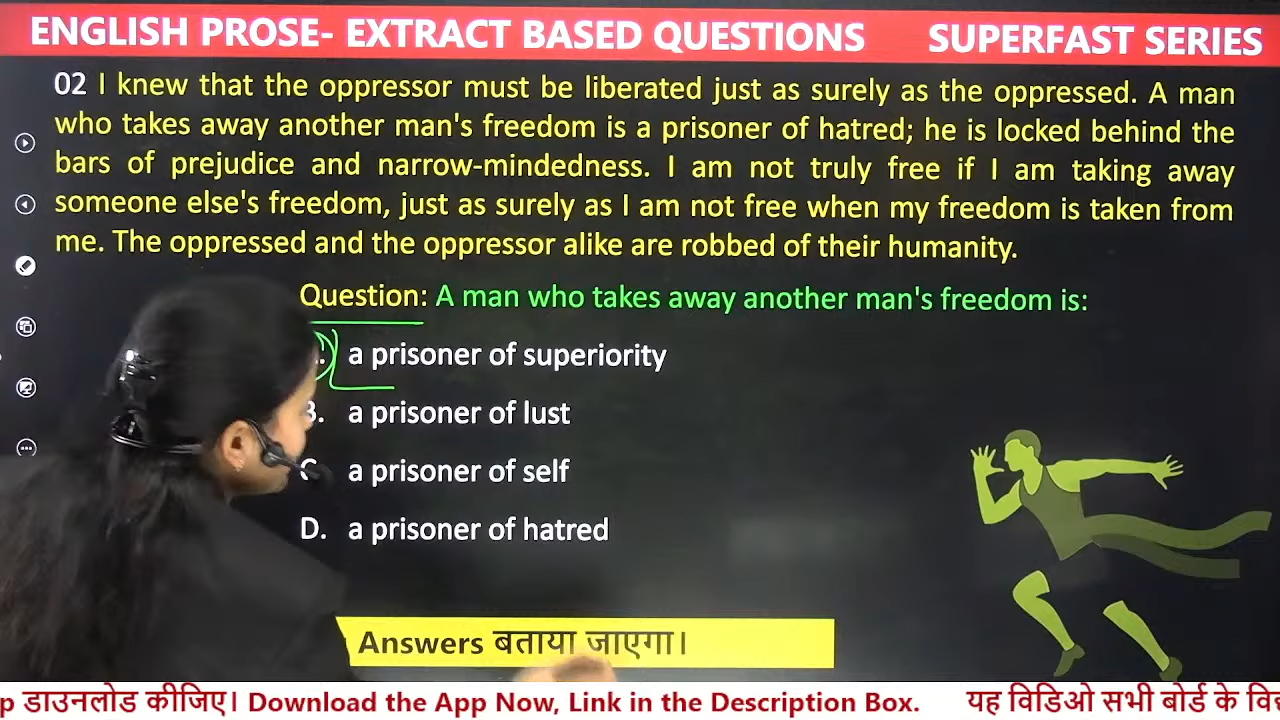 ENGLISH PROSE- EXTRACT BASED QUESTIONS SUPERFAST SERIES
02 I knew that the oppressor must be liberated just as surely as the oppressed. A man
who takes away another man's freedom is a prisoner of hatred; he is locked behind the
bars of prejudice and narrow-mindedness. I am not truly free if I am taking away
someone else's freedom, just as surely as I am not free when my freedom is taken from
me. The oppressed and the oppressor alike are robbed of their humanity.
Question: A man who takes away another man's freedom is:
a prisoner of superiority
B. a prisoner of lust
C a prisoner of self
D. a prisoner of hatred
Answers बताया जाएगा।
डाउनलोड कीजिए। Download the App Now, Link in the Description Box. यह विडिओ सभी बोर्ड के